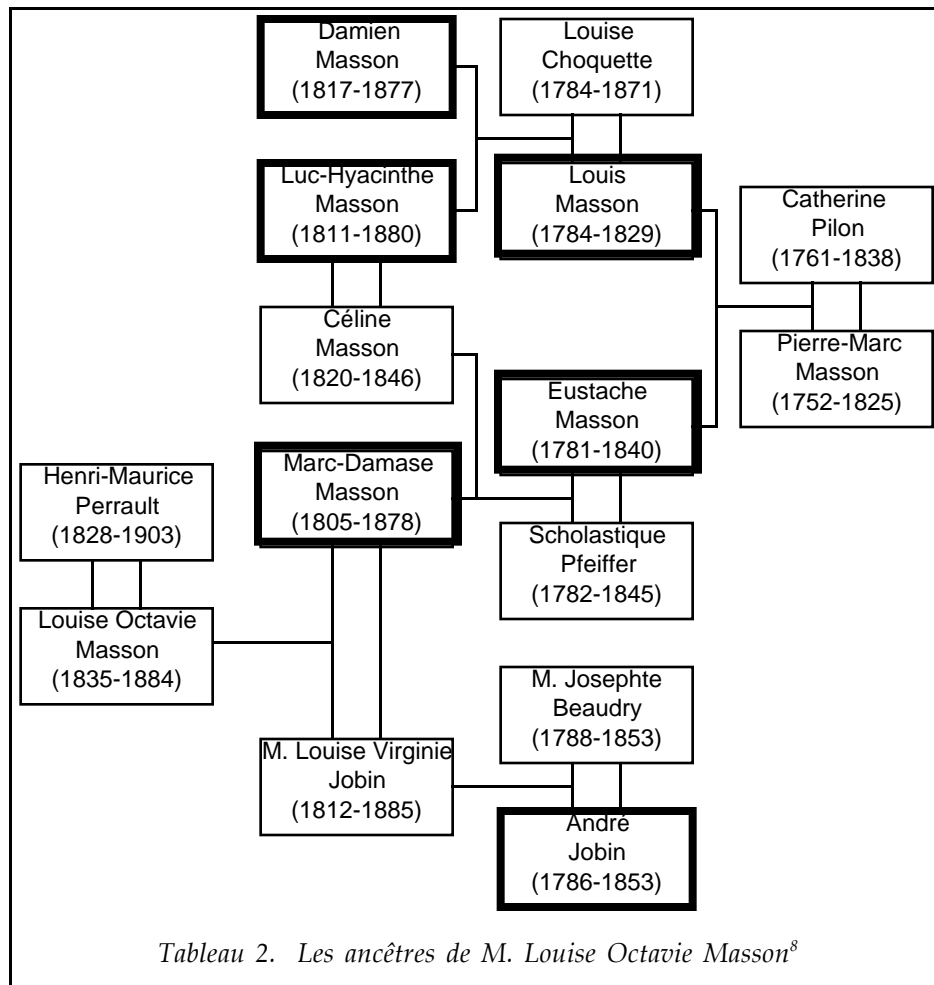 Damien
Masson
(1817-1877)
Louise
Choquette
(1784-1871)
Luc-Hyacinthe
Masson
(1811-1880)
Louis
Masson
(1784-1829)
Catherine
Pilon
(1761-1838)
Céline
Masson
(1820-1846)
Pierre-Marc
Masson
(1752-1825)
Eustache
Masson
(1781-1840)
Marc-Damase
Masson
(1805-1878)
Henri-Maurice
Perrault
(1828-1903)
Scholastique
Pfeiffer
(1782-1845)
Louise Octavie
Masson
(1835-1884)
M. Josephte
Beaudry
(1788-1853)
M. Louise Virginie
Jobin
(1812-1885)
André
Jobin
(1786-1853)
Tableau 2. Les ancêtres de M. Louise Octavie Masson⁸